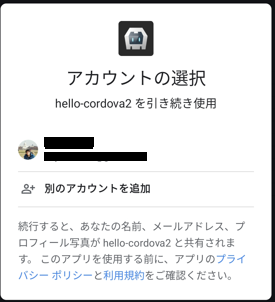 アカウントの選択
hello-cordova2 を引き続き使用
別のアカウントを追加
続行すると、あなたの名前、メールアドレス、プ
ロフィール写真が hello-cordova2 と共有されま
す。 このアプリを使用する前に、アプリのプライ
バシー ポリシーと利用規約をご確認ください。